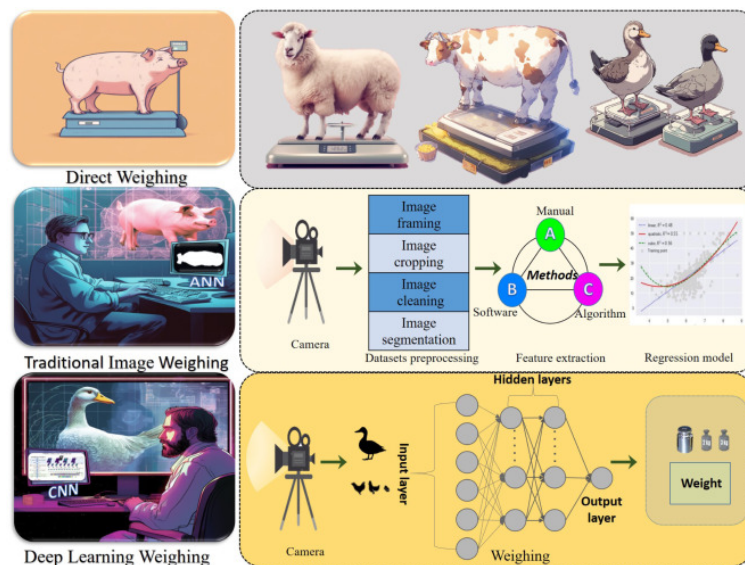 Direct Weighing
ANN
Traditional Image Weighing
CNN
Deep Learning Weighing
Camera
Image
framing
Image
cropping
Image
cleaning
Image
segmentation
Datasets preprocessing
Manual
A
Methods
B
C
Software
Algorithm
Feature extraction
Regression model
Camera
Input layer
Hidden layers
Output
layer
Weighing
Weight